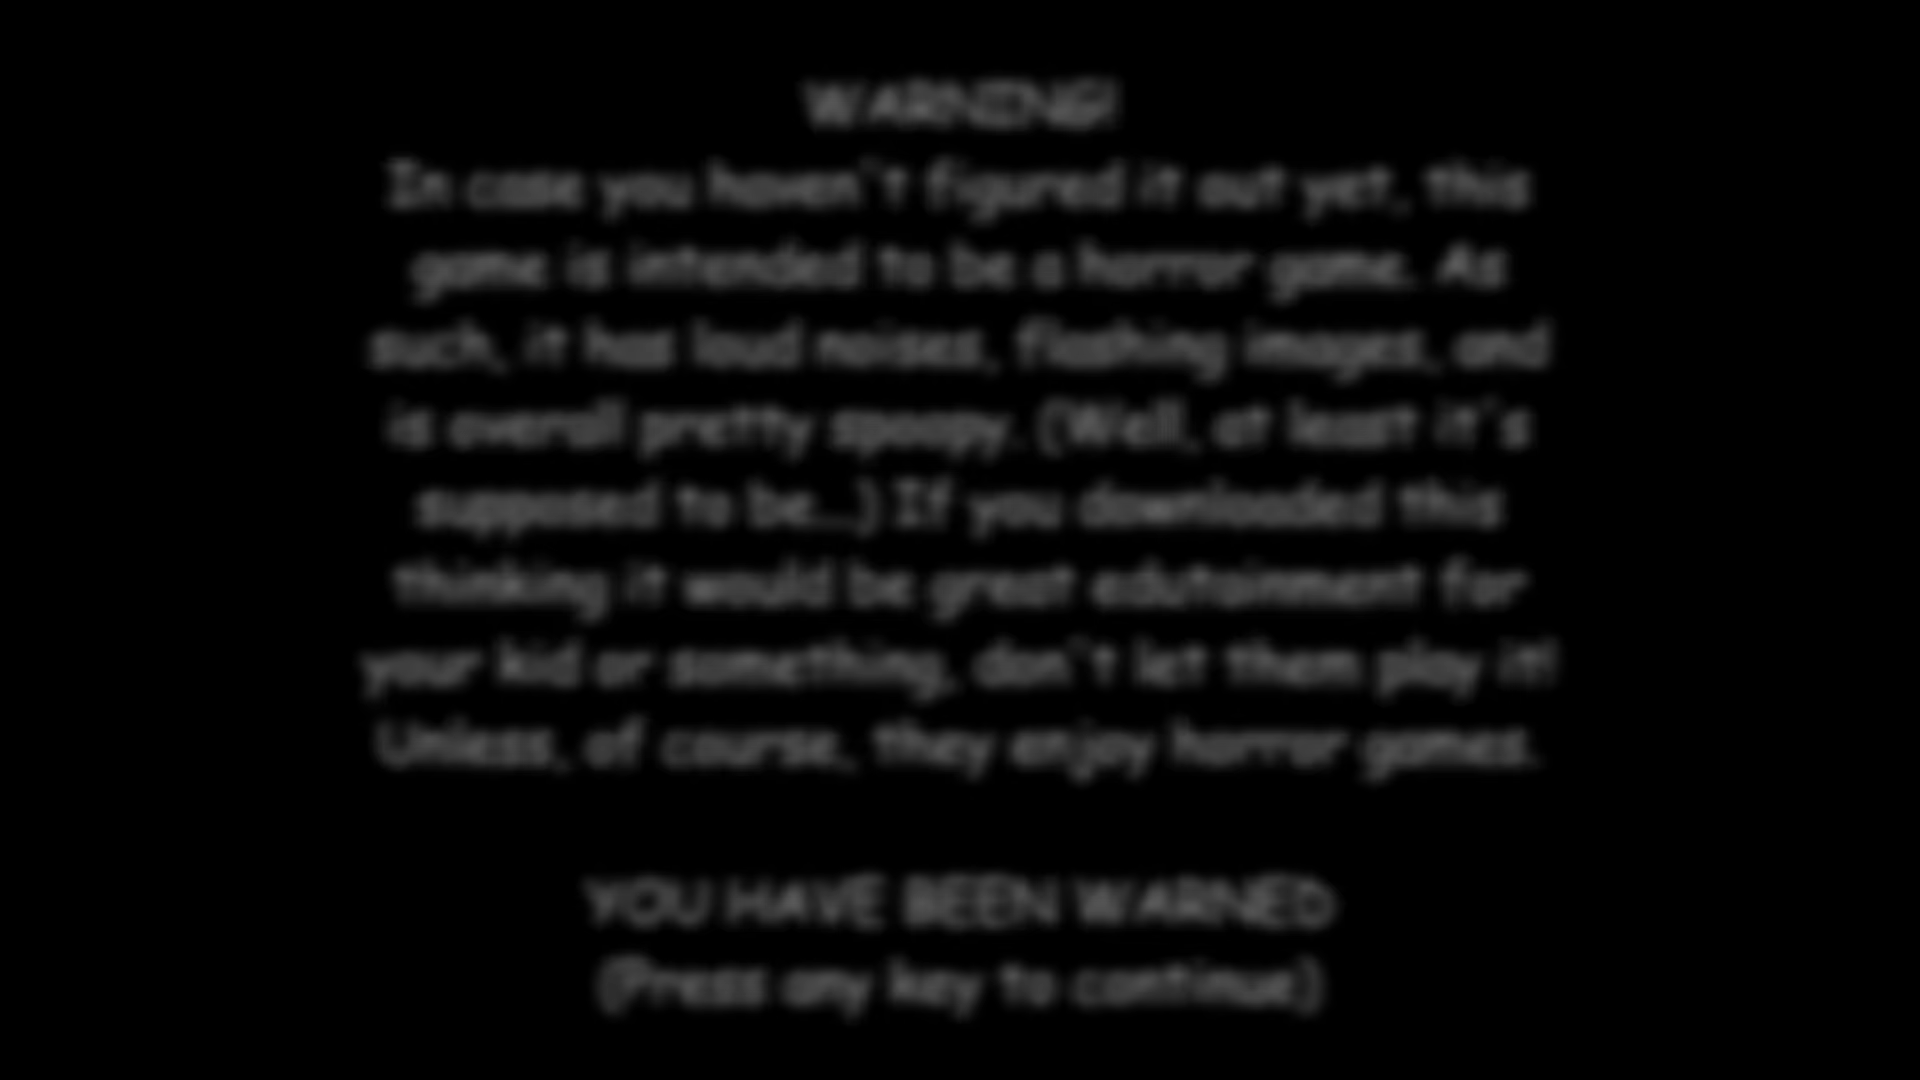 WARNING!
In case you haven't figured it out yet, this
game is intended to be a horror game. As
such, it has loud noises, flashing images, and
is overall pretty spoopy. (Well, at least it's
supposed to be...) If you downloaded this
thinking it would be great edutainment for
your kid or something, don't let them play it!
Unless, of course, they enjoy horror games.
YOU HAVE BEEN WARNED
(Press any key to continue)